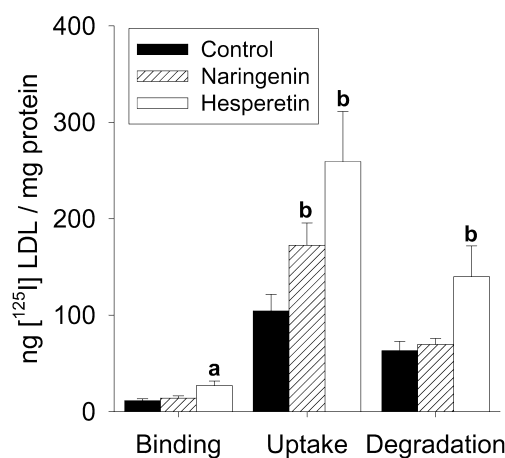 400
300
200
100
0
ng [125I] LDL / mg protein
Control
Naringenin
Hesperetin
a
b
b
b
Binding Uptake Degradation